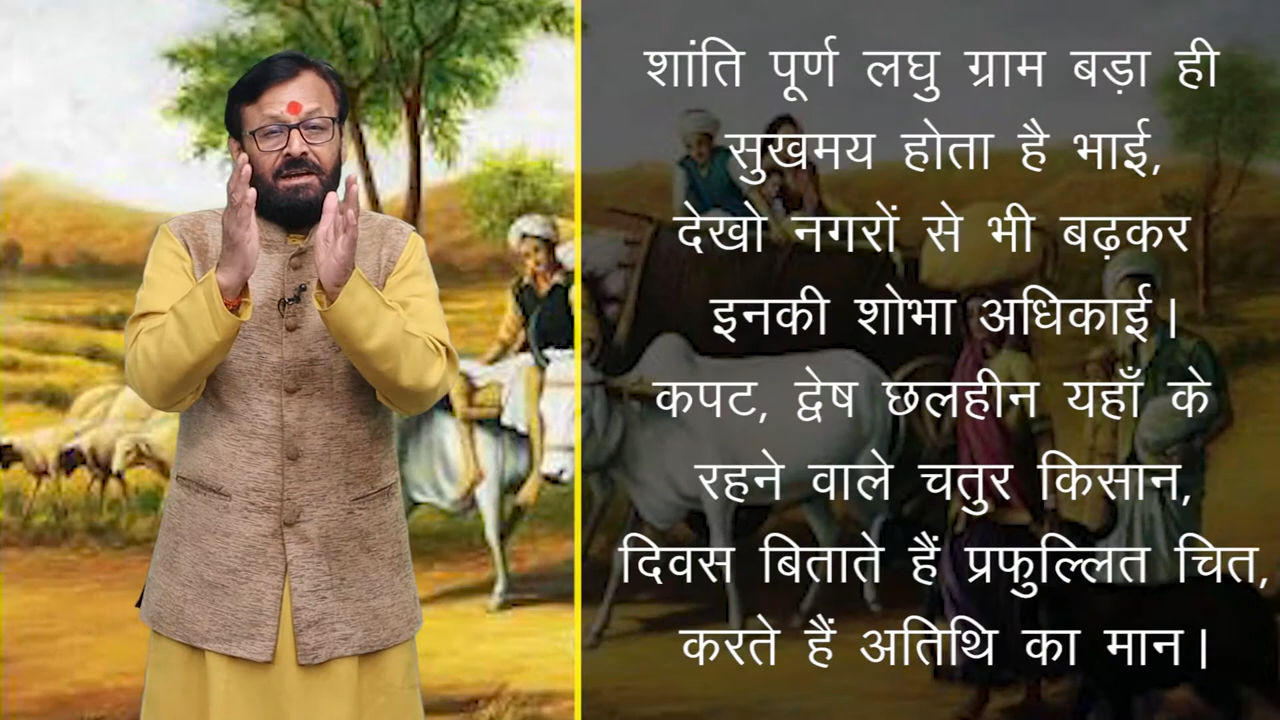 शांति पूर्ण लघु ग्राम बड़ा ही
सुखमय होता है भाई,
देखो नगरों से भी बढ़कर
इनकी शोभा अधिकाई।
कपट, द्वेष छलहीन यहाँ के
रहने वाले चतुर किसान,
दिवस बिताते हैं प्रफुल्लित चित,
करते हैं अतिथि का मान।